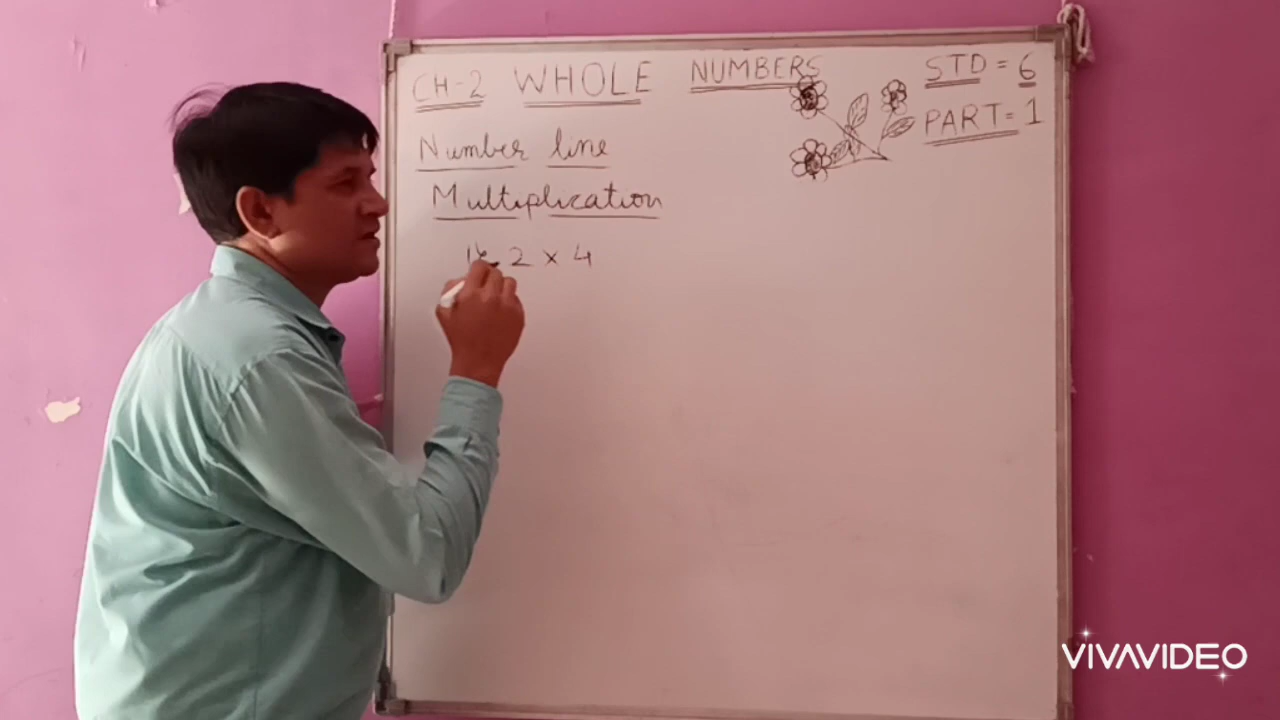 CH-2 WHOLE NUMBERS
STD = 6
PART = 1
Number line
Multiplication
2 × 4
VIVAVIDEO